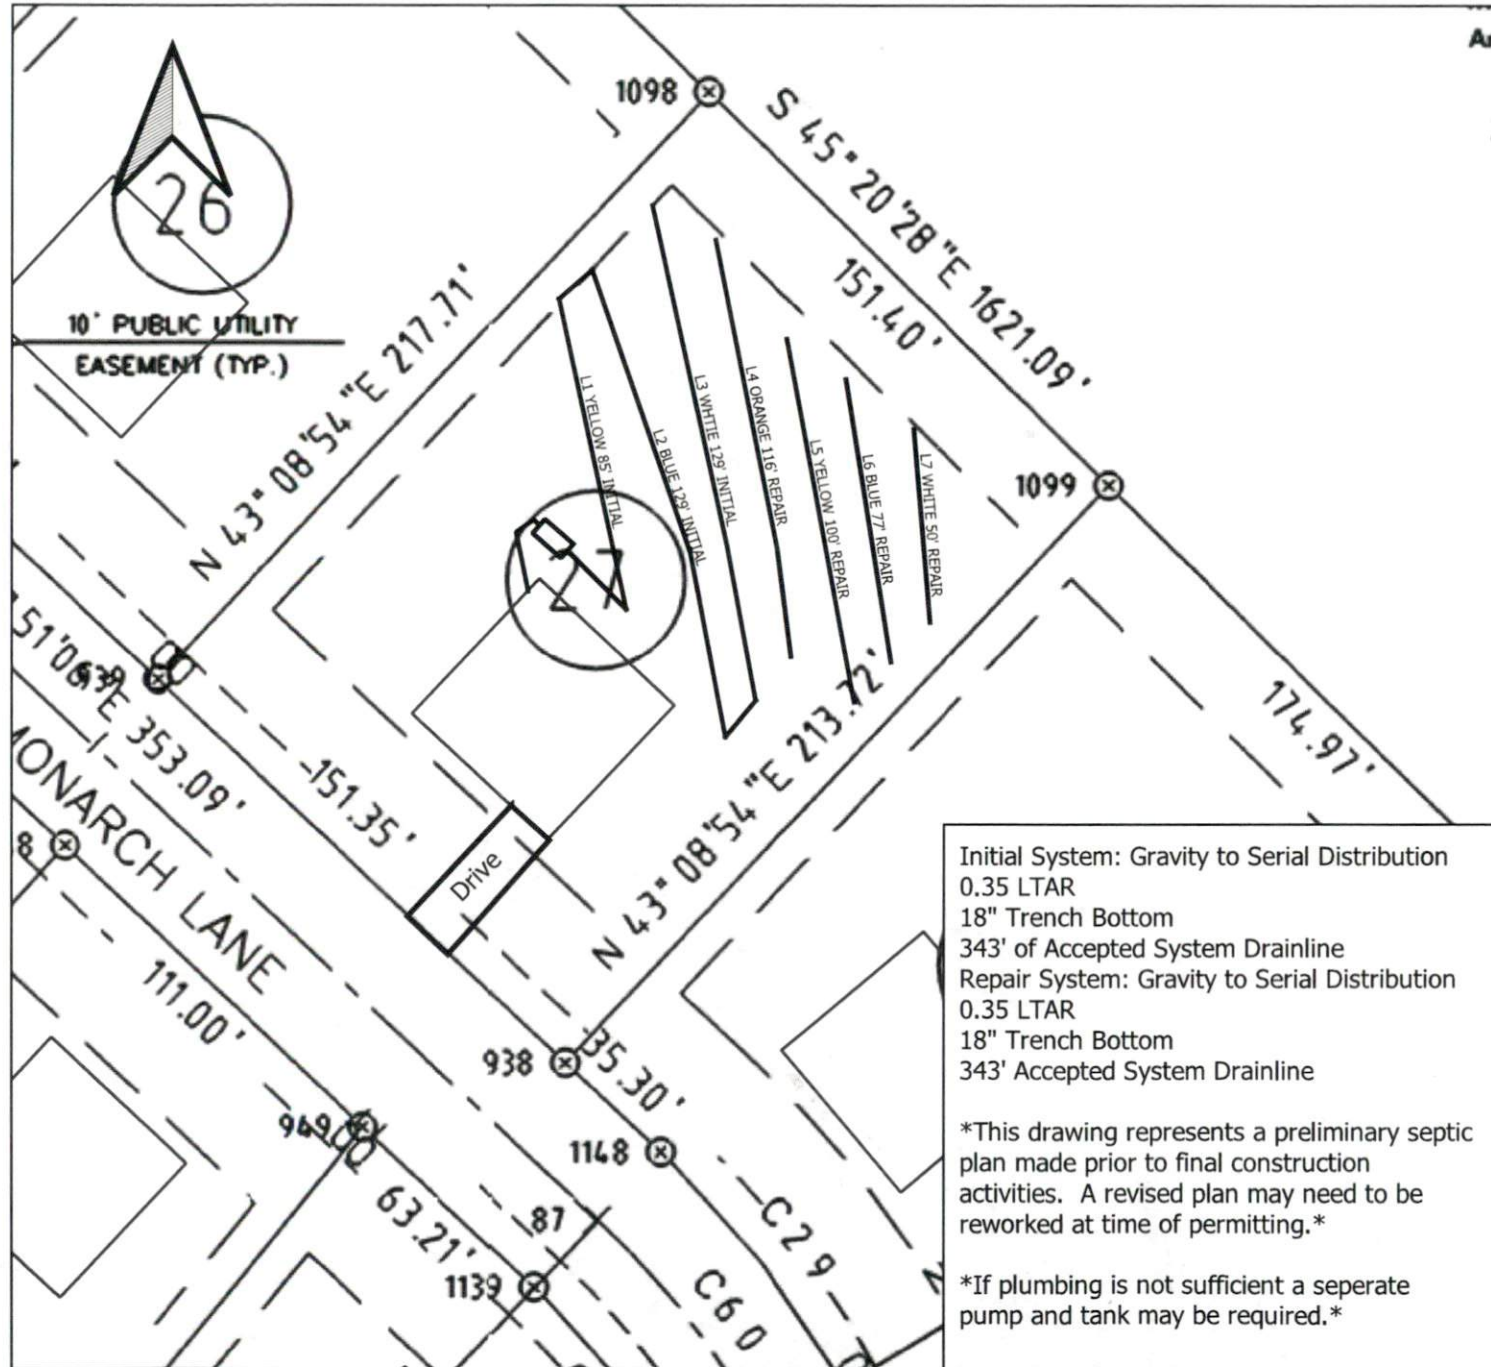 1098
S 45° 20'28"E 1621.09'
151.40'
26
10' PUBLIC UTILITY
EASEMENT (TYP.)
N 43° 08'54"E 217.71'
L1 YELLOW 85' INITIAL
L2 BLUE 129' INITIAL
L3 WHTIE 129' INITIAL
L4 ORANGE 116' REPAIR
L5 YELLOW 100' REPAIR
L6 BLUE 77' REPAIR
L7 WHITE 50' REPAIR
1099
27
939
E 353.09'
-151.35'
N 43° 08'54"E 213.72'
174.97'
MONARCH LANE
8
Drive
111.00'
938
35.30'
949
1148
63.21'
87
1139
C29
C60
Initial System: Gravity to Serial Distribution
0.35 LTAR
18" Trench Bottom
343' of Accepted System Drainline
Repair System: Gravity to Serial Distribution
0.35 LTAR
18" Trench Bottom
343' Accepted System Drainline
*This drawing represents a preliminary septic
plan made prior to final construction
activities. A revised plan may need to be
reworked at time of permitting.*
*If plumbing is not sufficient a seperate
pump and tank may be required.*